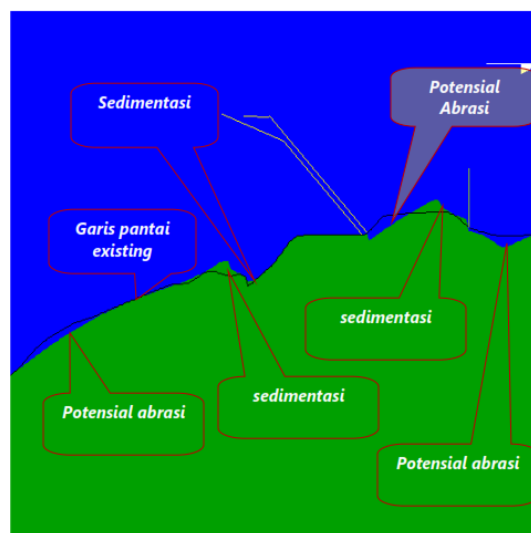 Potensial
Abrasi
Sedimentasi
Garis pantai
existing
sedimentasi
Potensial abrasi
sedimentasi
Potensial abrasi